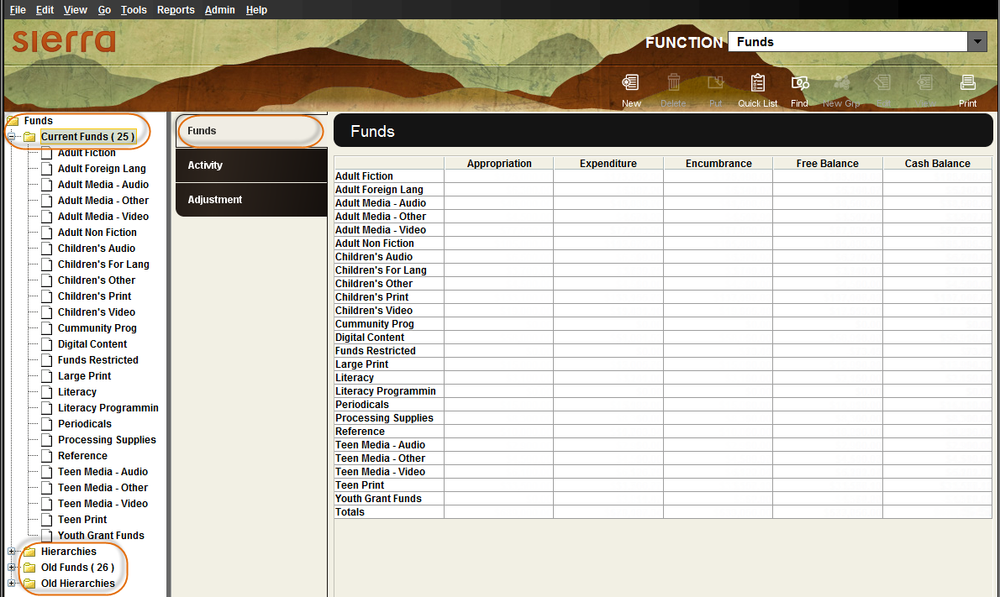 File Edit View Go Tools Reports Admin Help
sierra
FUNCTION Funds
New Delete Put Quick List Find New Grp Edit Print
Funds
Current Funds ( 25 )
Adult Fiction
Adult Foreign Lang
Adult Media - Audio
Adult Media - Other
Adult Media - Video
Adult Non Fiction
Children's Audio
Children's For Lang
Children's Other
Children's Print
Children's Video
Cummunity Prog
Digital Content
Funds Restricted
Large Print
Literacy
Literacy Programmin
Periodicals
Processing Supplies
Reference
Teen Media - Audio
Teen Media - Other
Teen Media - Video
Teen Print
Youth Grant Funds
Hierarchies
Old Funds ( 26 )
Old Hierarchies
Funds
Activity
Adjustment
Funds
Appropriation Expenditure Encumbrance Free Balance Cash Balance
Adult Fiction
Adult Foreign Lang
Adult Media - Audio
Adult Media - Other
Adult Media - Video
Adult Non Fiction
Children's Audio
Children's For Lang
Children's Other
Children's Print
Children's Video
Cummunity Prog
Digital Content
Funds Restricted
Large Print
Literacy
Literacy Programmin
Periodicals
Processing Supplies
Reference
Teen Media - Audio
Teen Media - Other
Teen Media - Video
Teen Print
Youth Grant Funds
Totals